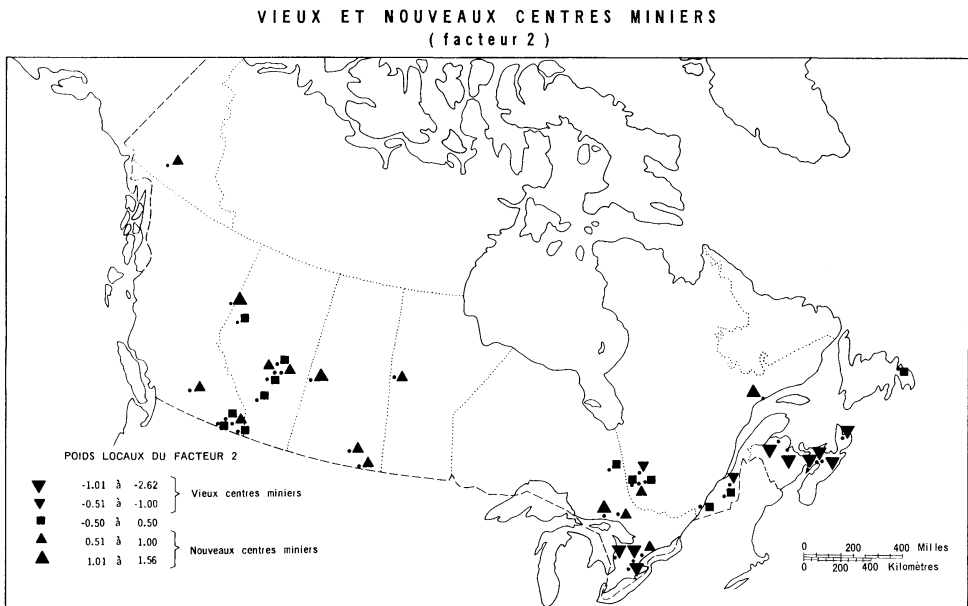 VIEUX ET NOUVEAUX CENTRES MINIERS
(facteur 2)
POIDS LOCAUX DU FACTEUR 2
-1.01 à -2.62
-0.51 à -1.00
Vieux centres miniers
-0.50 à 0.50
0.51 à 1.00
1.01 à 1.56
Nouveaux centres miniers
0 200 400 Milles
0 200 400 Kilomètres